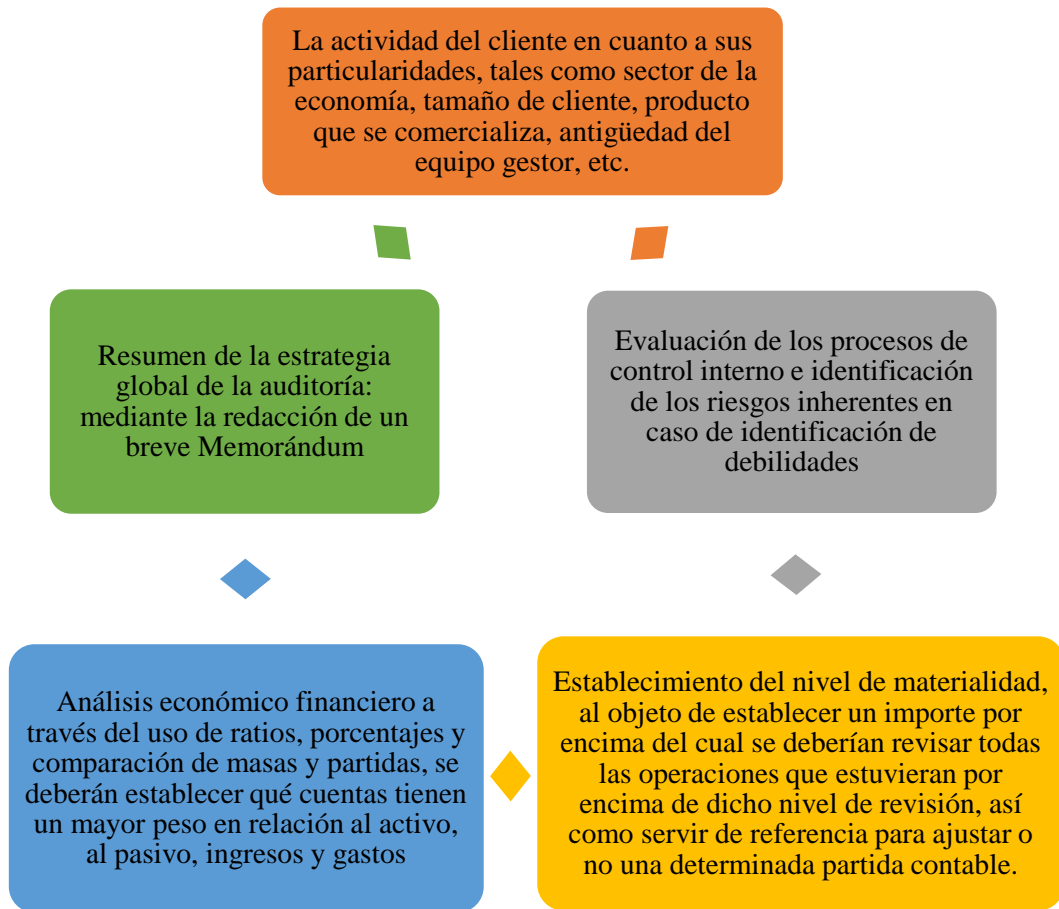 La actividad del cliente en cuanto a sus
particularidades, tales como sector de la
economía, tamaño de cliente, producto
que se comercializa, antigüedad del
equipo gestor, etc.
Resumen de la estrategia
global de la auditoría:
mediante la redacción de un
breve Memorándum
Evaluación de los procesos de
control interno e identificación
de los riesgos inherentes en
caso de identificación de
debilidades
Análisis económico financiero a
través del uso de ratios, porcentajes y
comparación de masas y partidas, se
deberán establecer qué cuentas tienen
un mayor peso en relación al activo,
al pasivo, ingresos y gastos
Establecimiento del nivel de materialidad,
al objeto de establecer un importe por
encima del cual se deberían revisar todas
las operaciones que estuvieran por
encima de dicho nivel de revisión, así
como servir de referencia para ajustar o
no una determinada partida contable.